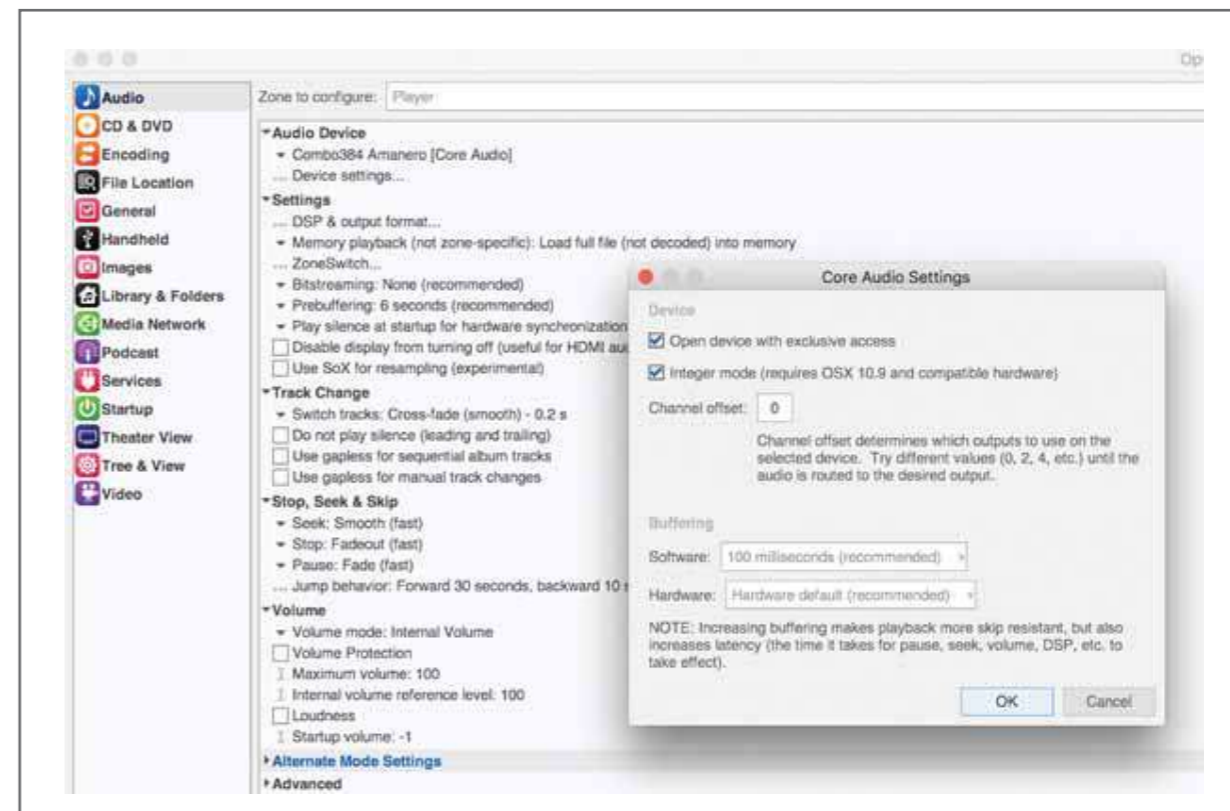 Op
Audio
CD & DVD
Encoding
File Location
General
Handheld
Images
Library & Folders
Media Network
Podcast
Services
Startup
Theater View
Tree & View
Video
Zone to configure: Player
Audio Device
Combo384 Amanero [Core Audio]
... Device settings...
Settings
... DSP & output format...
Memory playback (not zone-specific): Load full file (not decoded) into memory
... ZoneSwitch...
Bitstreaming: None (recommended)
Prebuffering: 6 seconds (recommended)
Play silence at startup for hardware synchronization
Disable display from turning off (useful for HDMI au
Use SoX for resampling (experimental)
Track Change
Switch tracks: Cross-fade (smooth) - 0.2 s
Do not play silence (leading and trailing)
Use gapless for sequential album tracks
Use gapless for manual track changes
Stop, Seek & Skip
Seek: Smooth (fast)
Stop: Fadeout (fast)
Pause: Fade (fast)
... Jump behavior: Forward 30 seconds, backward 10
Volume
Volume mode: Internal Volume
Volume Protection
Maximum volume: 100
Internal volume reference level: 100
Loudness
Startup volume: -1
Alternate Mode Settings
Advanced
Core Audio Settings
Device
Open device with exclusive access
Integer mode (requires OSX 10.9 and compatible hardware)
Channel offset: 0
Channel offset determines which outputs to use on the
selected device. Try different values (0, 2, 4, etc.) until the
audio is routed to the desired output.
Buffering
Software: 100 milliseconds (recommended)
Hardware: Hardware default (recommended)
NOTE: Increasing buffering makes playback more skip resistant, but also
increases latency (the time it takes for pause, seek, volume, DSP, etc. to
take effect).
OK Cancel